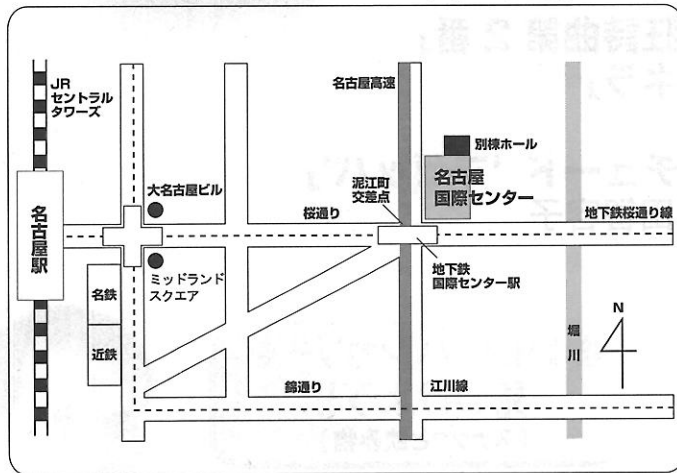 JR
セントラル
タワーズ
名古屋高速
別棟ホール
大名古屋ビル
泥江町
交差点
名古屋
国際センター
桜通り
地下鉄桜通り線
名古屋駅
ミッドランド
スクエア
地下鉄
国際センター駅
名鉄
近鉄
堀川
N
錦通り
江川線